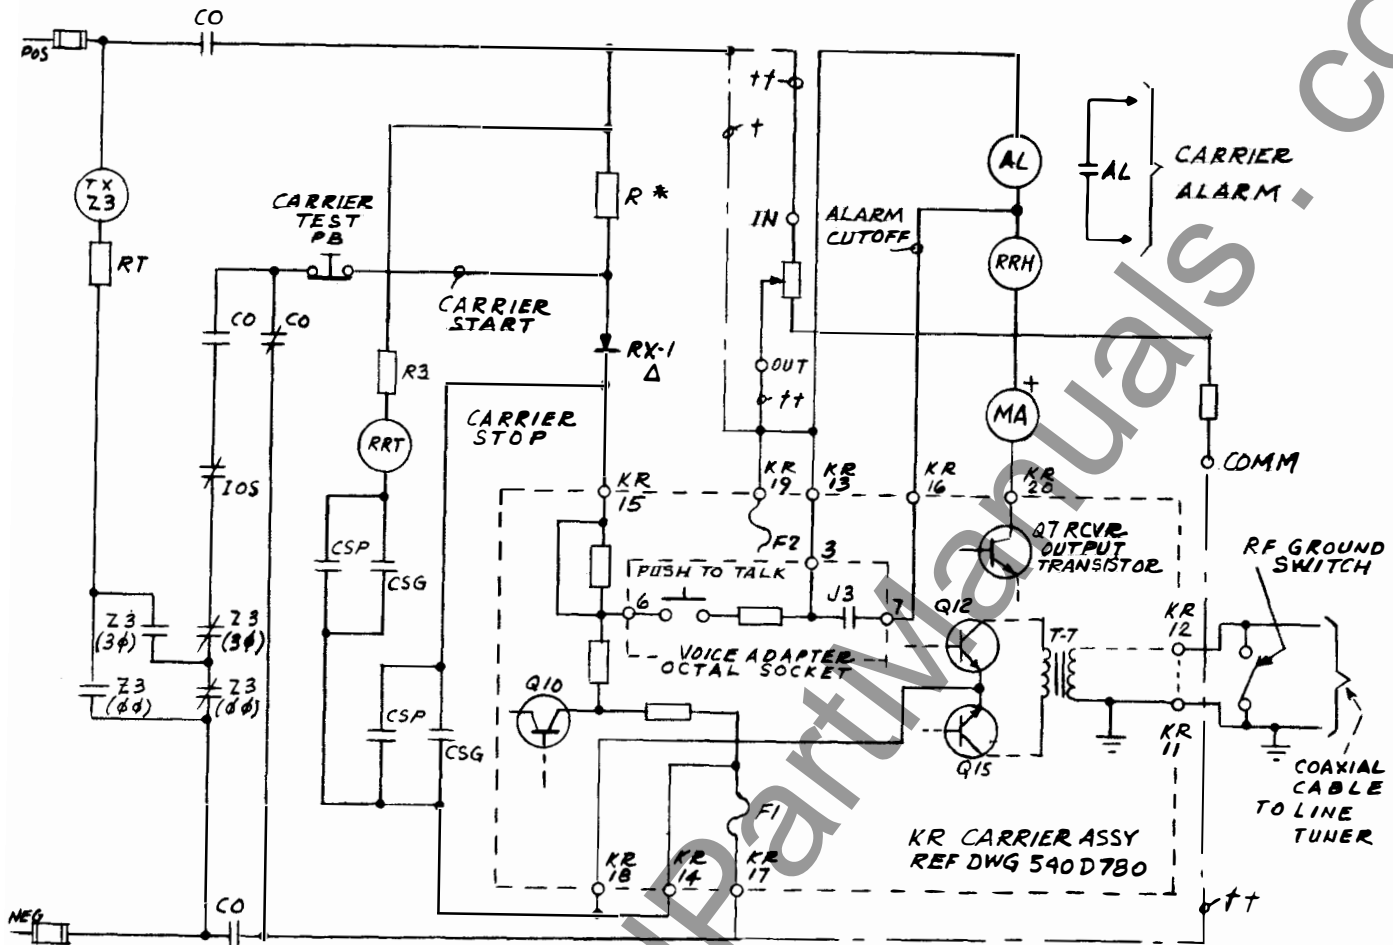 CO
POS
TX
Z3
RT
CARRIER
TEST
PB
CO
CO
IOS
Z3
(3ϕ)
Z3
(3ϕ)
Z3
(ϕϕ)
Z3
(ϕϕ)
NEG
CO
R *
CARRIER
START
RX-1
Δ
R3
RRT
CARRIER
STOP
CSP
CSG
CSP
CSG
††
†
IN
OUT
††
ALARM
CUTOFF
AL
RRH
+
MA
AL
CARRIER
ALARM
COMM
KR
15
KR
19
KR
13
KR
16
KR
20
F2
3
PUSH TO TALK
J3
6
7
VOICE ADAPTER
OCTAL SOCKET
Q7 RCVR
OUTPUT
TRANSISTOR
RF GROUND
SWITCH
Q12
T-7
KR
12
Q10
Q15
KR
11
F1
COAXIAL
CABLE
TO LINE
TUNER
KR CARRIER ASSY
REF DWG 540D780
KR
18
KR
14
KR
17
††
PartManuals.co